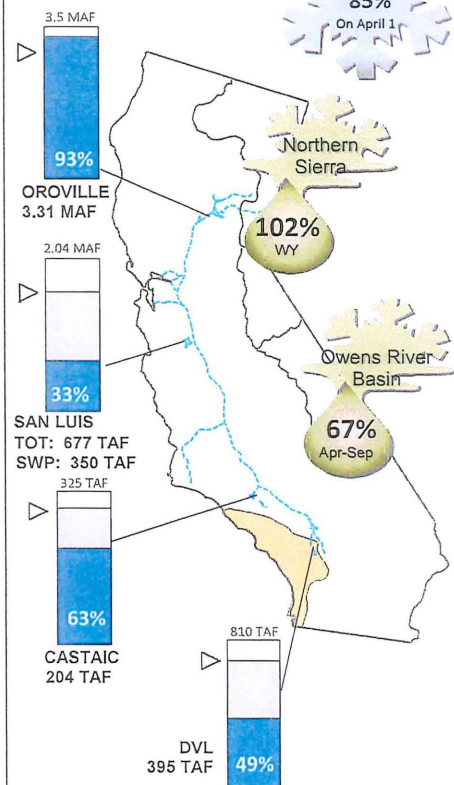 85%
On April 1
3.5 MAF
93%
OROVILLE
3.31 MAF
Northern
Sierra
102%
WY
2.04 MAF
33%
SAN LUIS
TOT: 677 TAF
SWP: 350 TAF
Owens River
Basin
67%
Apr-Sep
325 TAF
63%
CASTAIC
204 TAF
810 TAF
DVL
395 TAF
49%